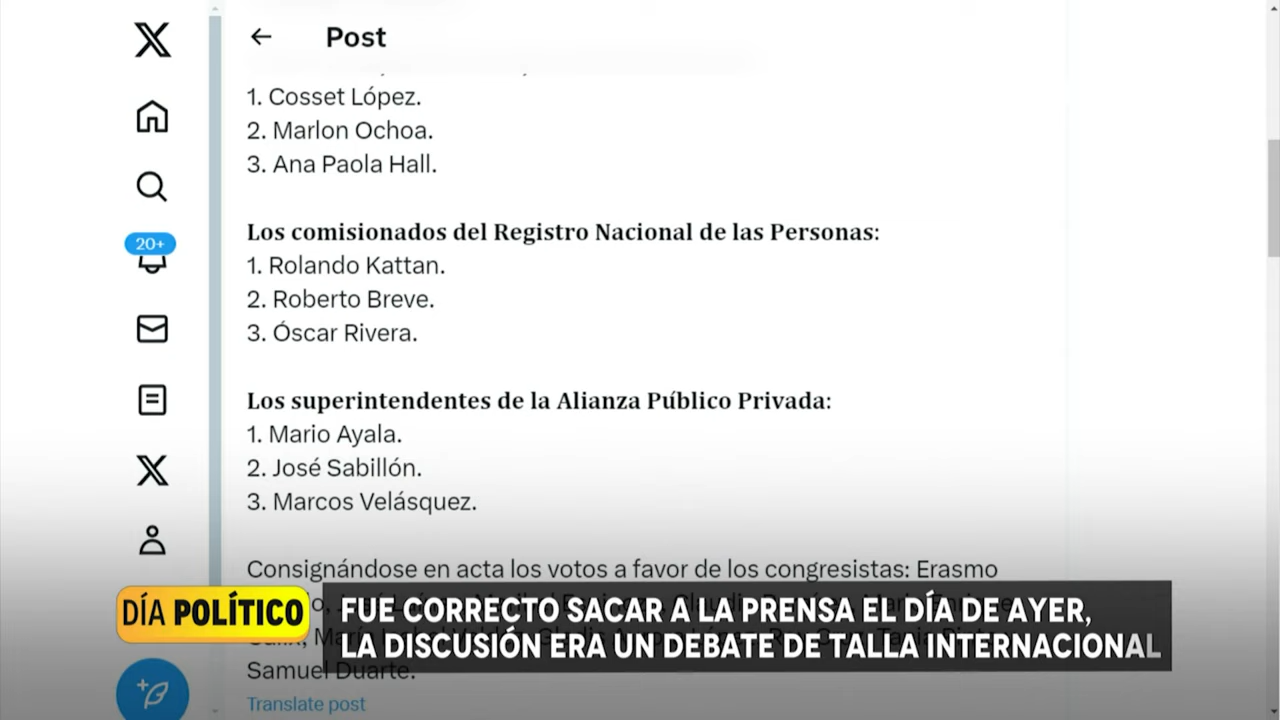 Post
1. Cosset López.
2. Marlon Ochoa.
3. Ana Paola Hall.
Los comisionados del Registro Nacional de las Personas:
20+
1. Rolando Kattan.
2. Roberto Breve.
3. Óscar Rivera.
Los superintendentes de la Alianza Público Privada:
1. Mario Ayala.
2. José Sabillón.
3. Marcos Velásquez.
Consignándose en acta los votos a favor de los congresistas: Erasmo
DÍA POLÍTICO
FUE CORRECTO SACAR A LA PRENSA EL DÍA DE AYER,
LA DISCUSIÓN ERA UN DEBATE DE TALLA INTERNACIONAL
Samuel Duarte.
Translate post